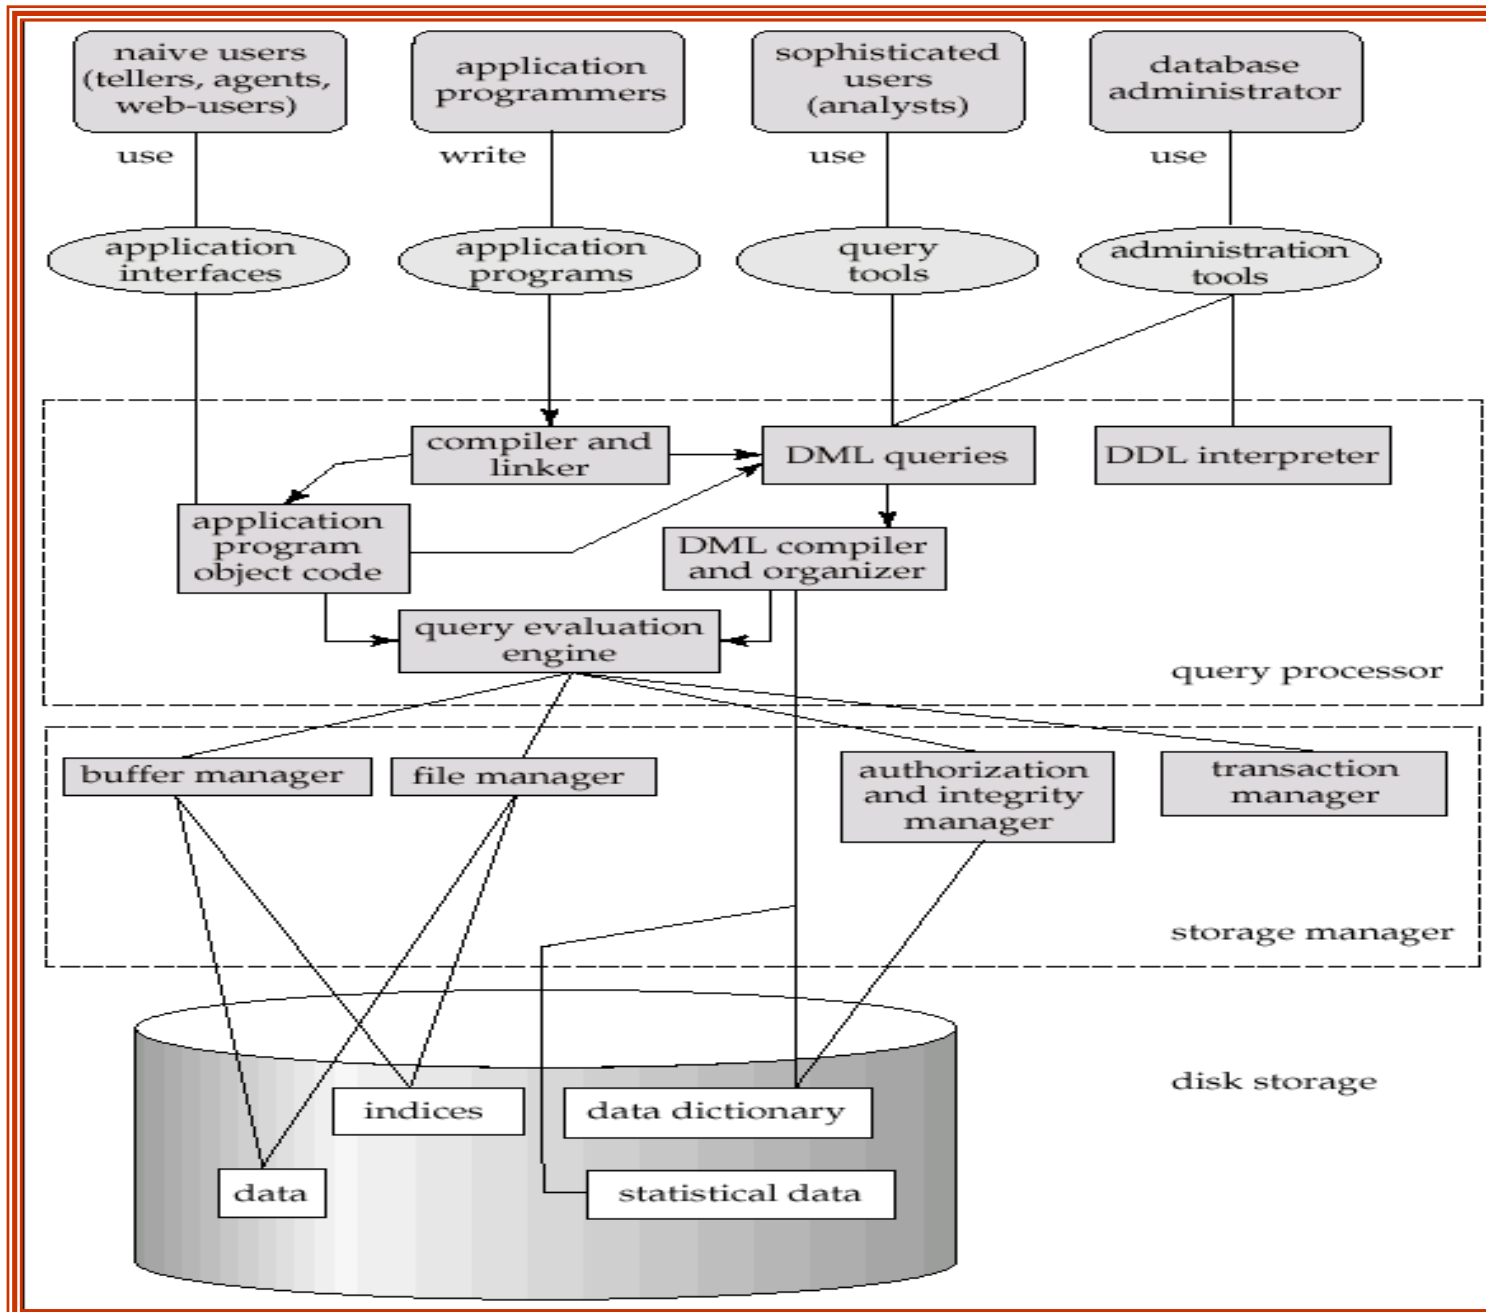 naive users
(tellers, agents,
web-users)
application
programmers
sophisticated
users
(analysts)
database
administrator
use
write
use
use
application
interfaces
application
programs
query
tools
administration
tools
compiler and
linker
DML queries
DDL interpreter
application
program
object code
DML compiler
and organizer
query evaluation
engine
query processor
buffer manager
file manager
authorization
and integrity
manager
transaction
manager
storage manager
disk storage
indices
data dictionary
data
statistical data